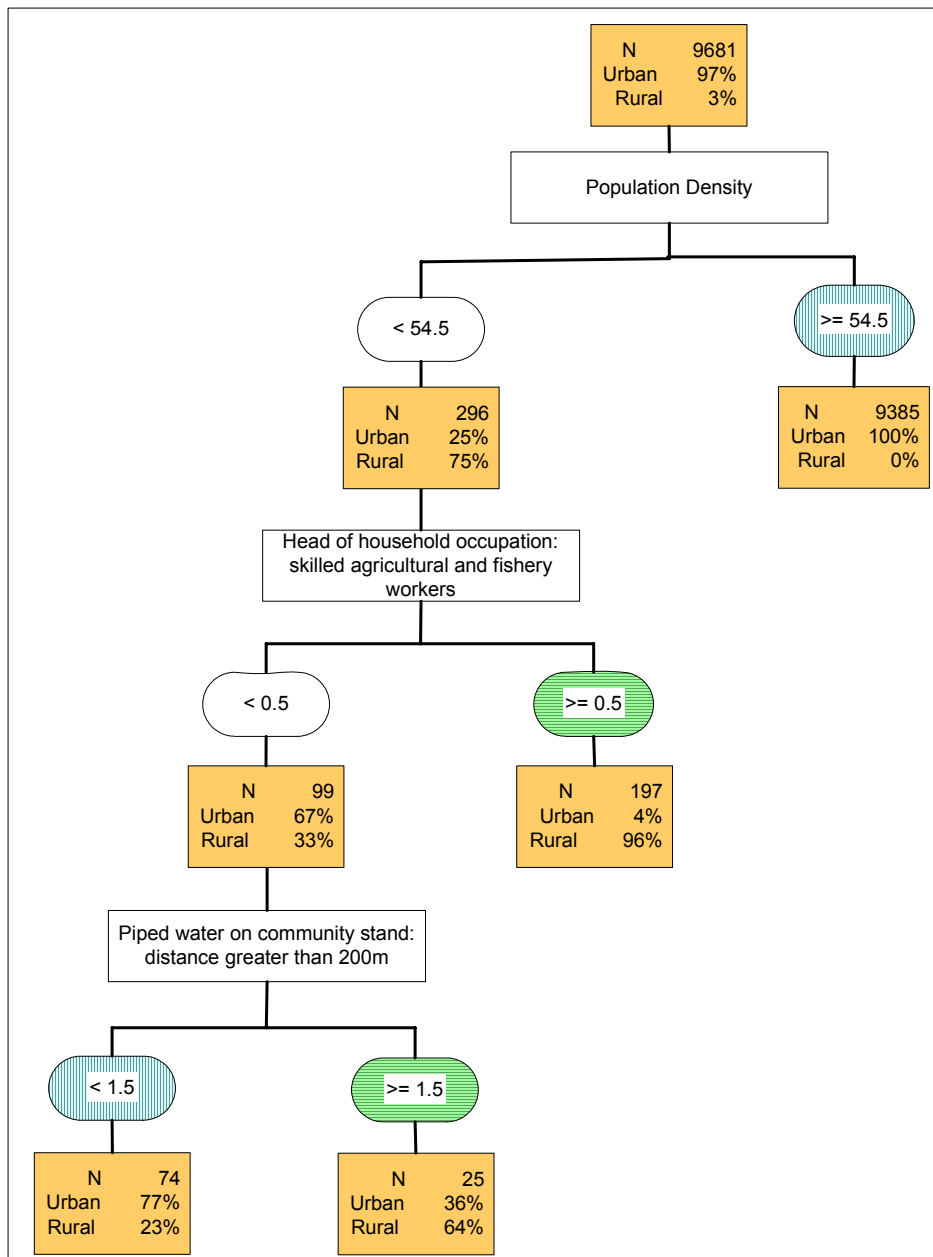 N 9681
Urban 97%
Rural 3%
Population Density
< 54.5
>= 54.5
N 296
Urban 25%
Rural 75%
N 9385
Urban 100%
Rural 0%
Head of household occupation:
skilled agricultural and fishery
workers
< 0.5
>= 0.5
N 99
Urban 67%
Rural 33%
N 197
Urban 4%
Rural 96%
Piped water on community stand:
distance greater than 200m
< 1.5
>= 1.5
N 74
Urban 77%
Rural 23%
N 25
Urban 36%
Rural 64%